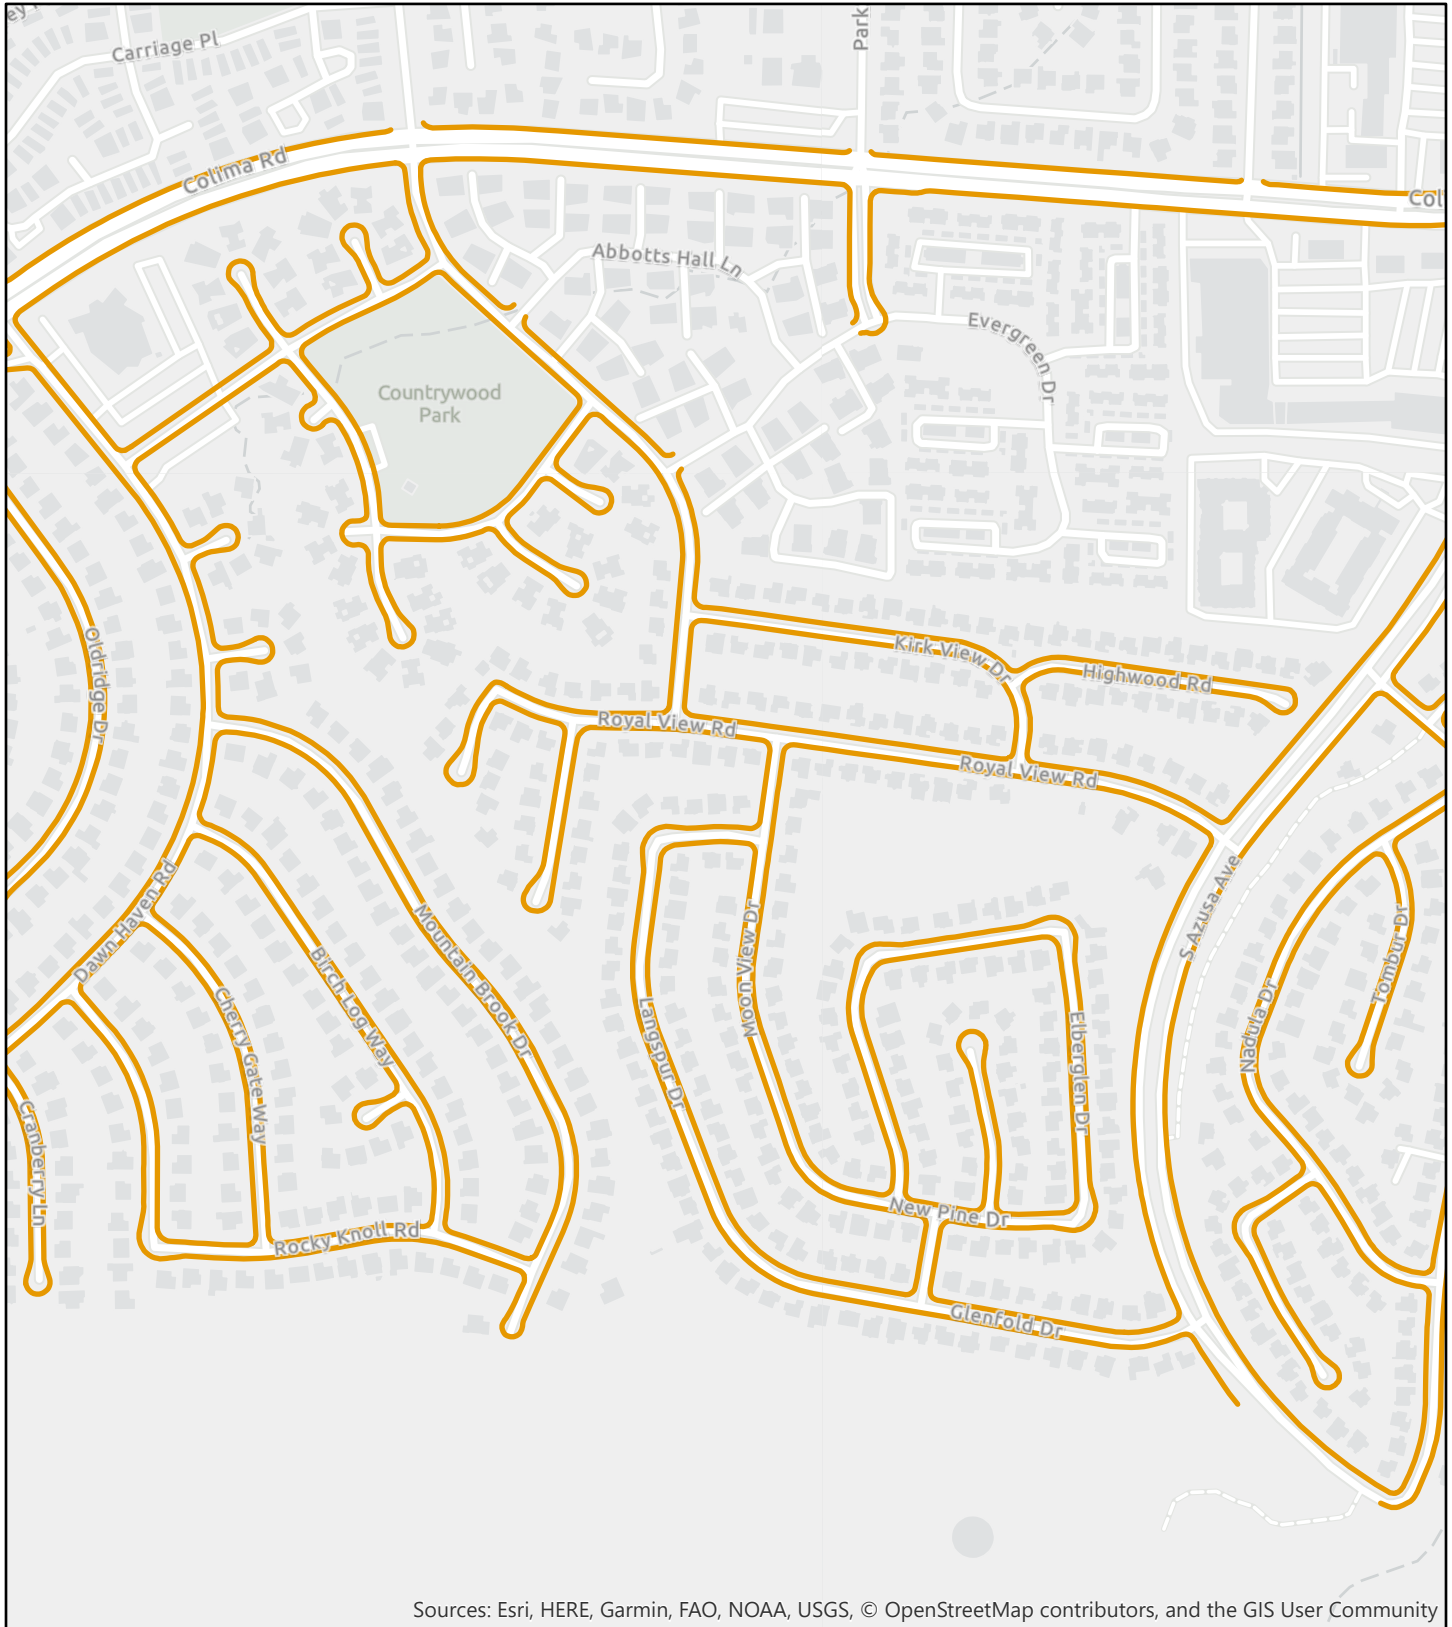 Carriage Pl
Park
Colima Rd
Col
Abbotts Hall Ln
Evergreen Dr
Countrywood
Park
Oldridge Dr
Kirk View Dr
Highwood Rd
Royal View Rd
Royal View Rd
S Azusa Ave
Dawn Haven Rd
Mountain Brook Dr
Birch Log Way
Cherry Gate Way
Moon View Dr
Langspur Dr
Elberglen Dr
Nadula Dr
Tombur Dr
Cranberry Ln
New Pine Dr
Rocky Knoll Rd
Glenfold Dr
Sources: Esri, HERE, Garmin, FAO, NOAA, USGS, © OpenStreetMap contributors, and the GIS User Community